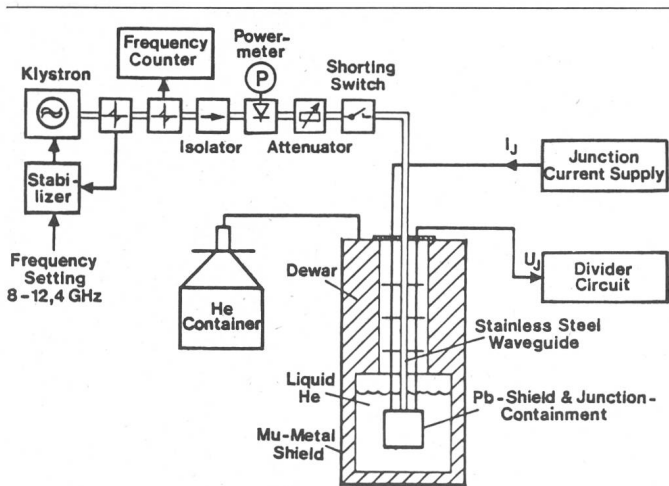 Power-
meter
Frequency
Counter
P
Shorting
Switch
Klystron
Isolator
Attenuator
I_J
Junction
Current Supply
Stabi-
lizer
Frequency
Setting
8-12,4 GHz
He
Container
Dewar
U_J
Divider
Circuit
Stainless Steel
Waveguide
Liquid
He
Pb-Shield & Junction-
Containment
Mu-Metal
Shield